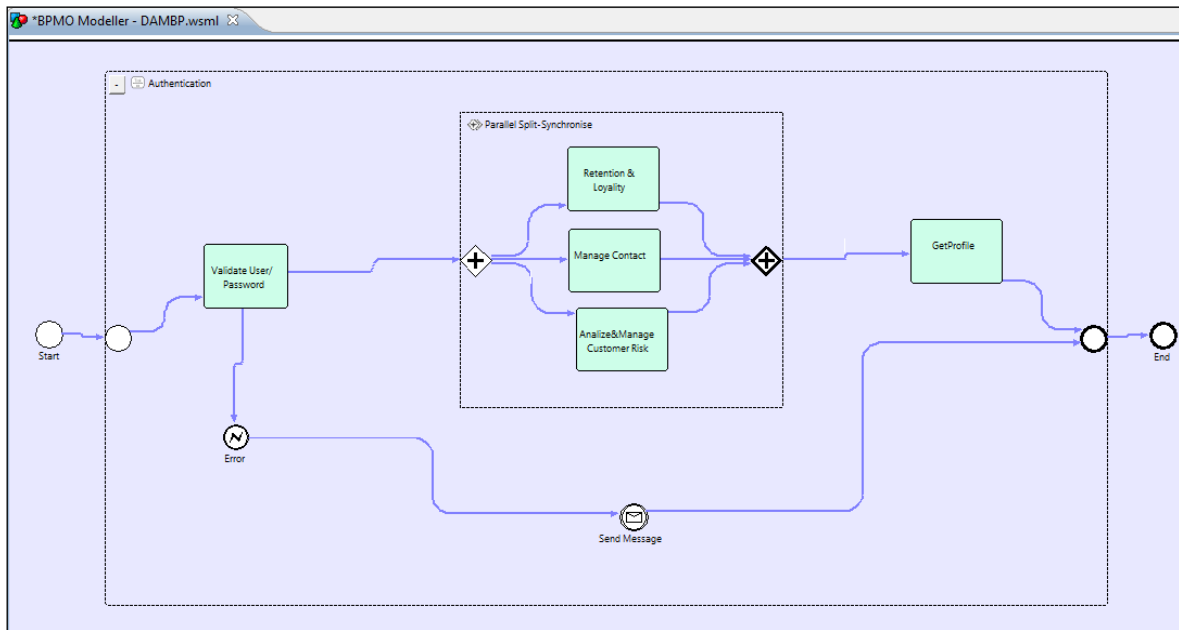 *BPMO Modeller - DAMBP.wsml
Authentication
Parallel Split-Synchronise
Retention &
Loyality
Manage Contact
Analize&Manage
Customer Risk
Validate User/
Password
GetProfile
Start
End
Error
Send Message